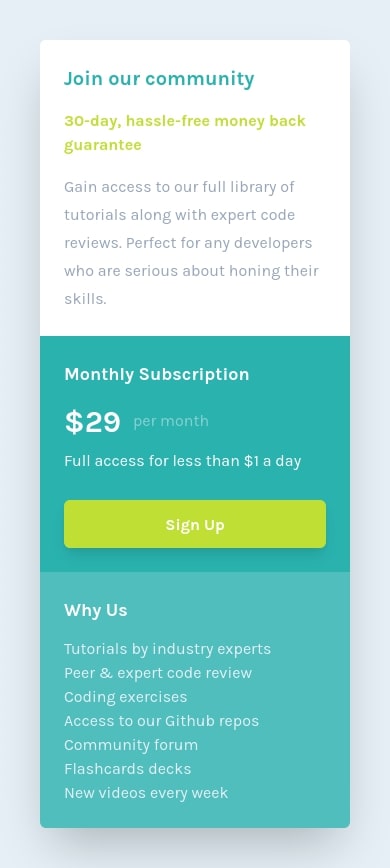 Join our community
30-day, hassle-free money back
guarantee
Gain access to our full library of
tutorials along with expert code
reviews. Perfect for any developers
who are serious about honing their
skills.
Monthly Subscription
$29 per month
Full access for less than $1 a day
Sign Up
Why Us
Tutorials by industry experts
Peer & expert code review
Coding exercises
Access to our Github repos
Community forum
Flashcards decks
New videos every week